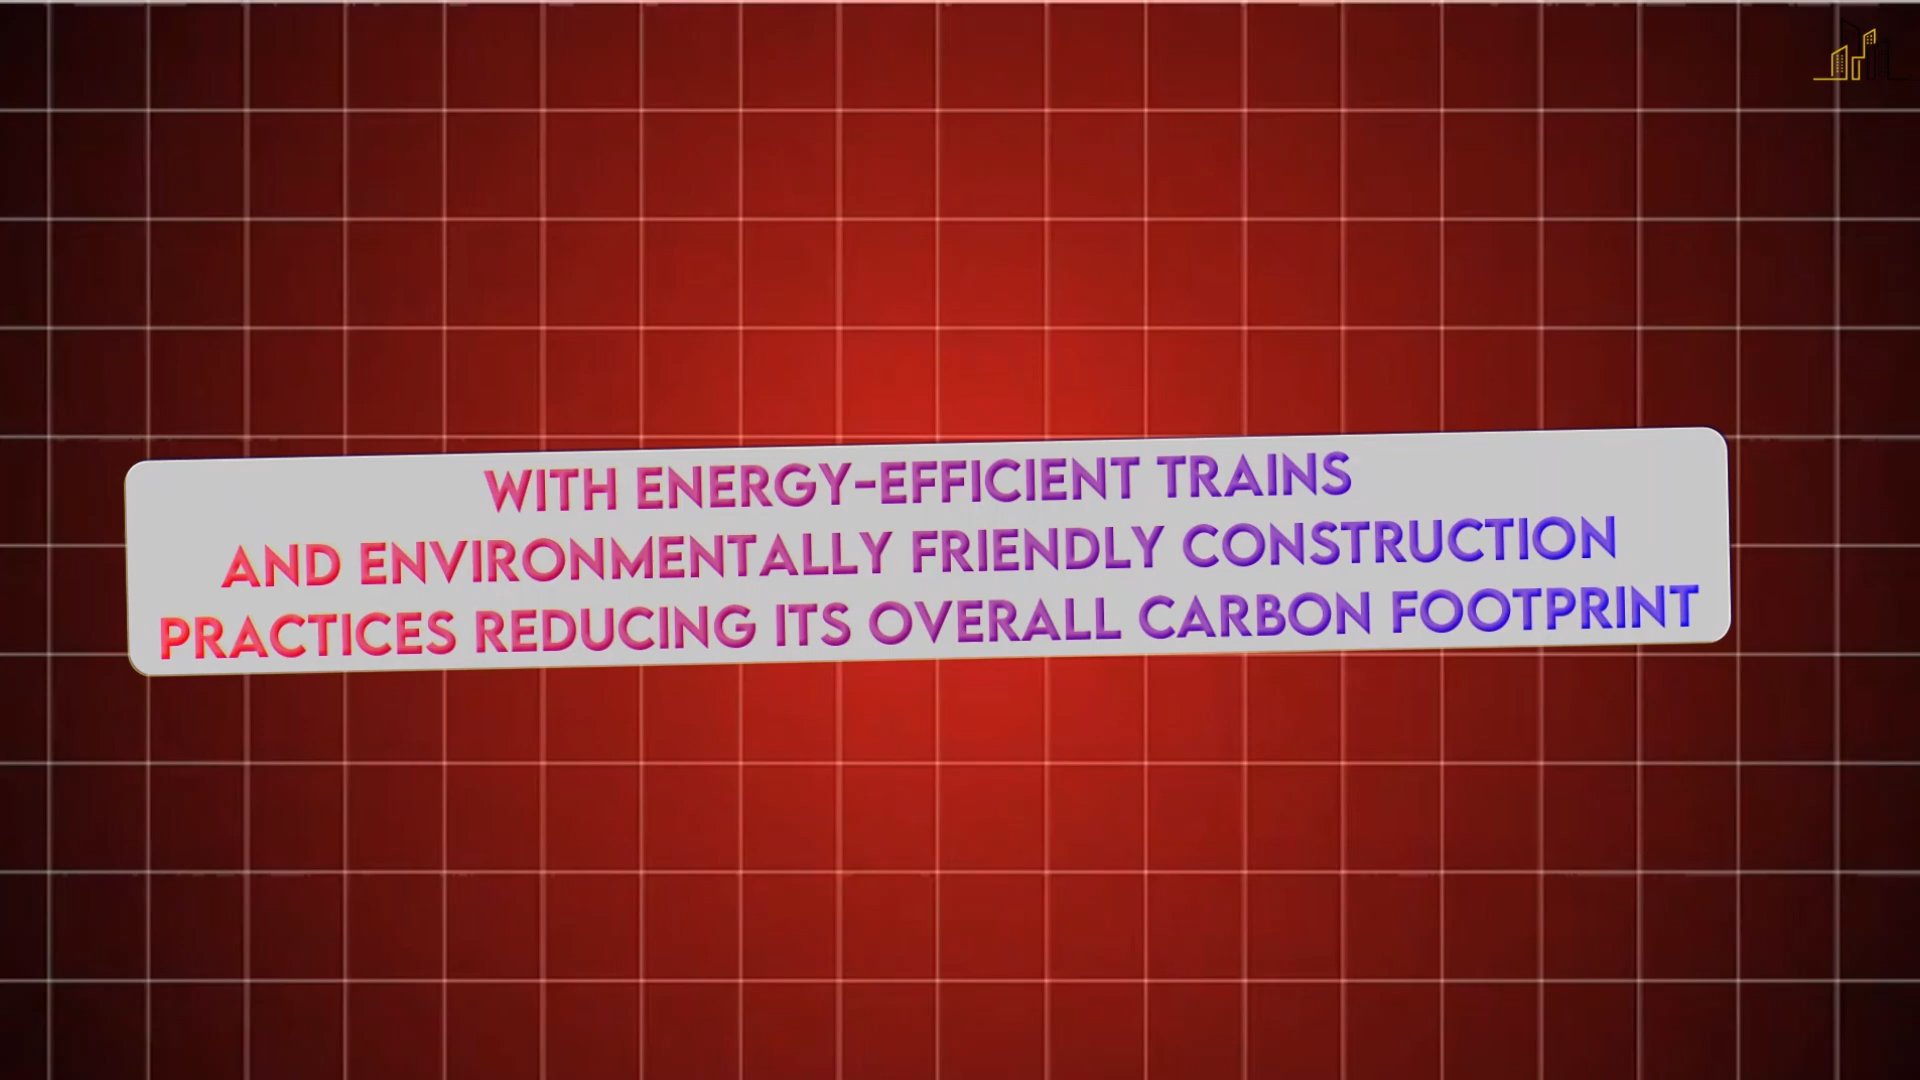 WITH ENERGY-EFFICIENT TRAINS
AND ENVIRONMENTALLY FRIENDLY CONSTRUCTION
PRACTICES REDUCING ITS OVERALL CARBON FOOTPRINT